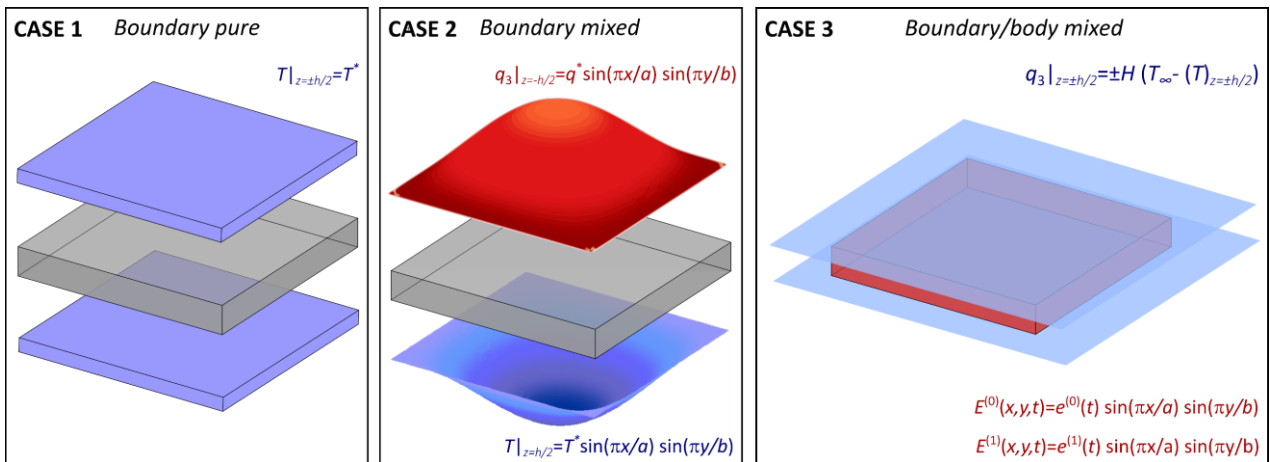 CASE 1 Boundary pure
T|z=±h/2=T*
CASE 2 Boundary mixed
q3|z=-h/2=q* sin(πx/a) sin(πy/b)
T|z=h/2=T* sin(πx/a) sin(πy/b)
CASE 3 Boundary/body mixed
q3|z=±h/2=±H (T∞- (T)z=±h/2)
E(0)(x,y,t)=e(0)(t) sin(πx/a) sin(πy/b)
E(1)(x,y,t)=e(1)(t) sin(πx/a) sin(πy/b)